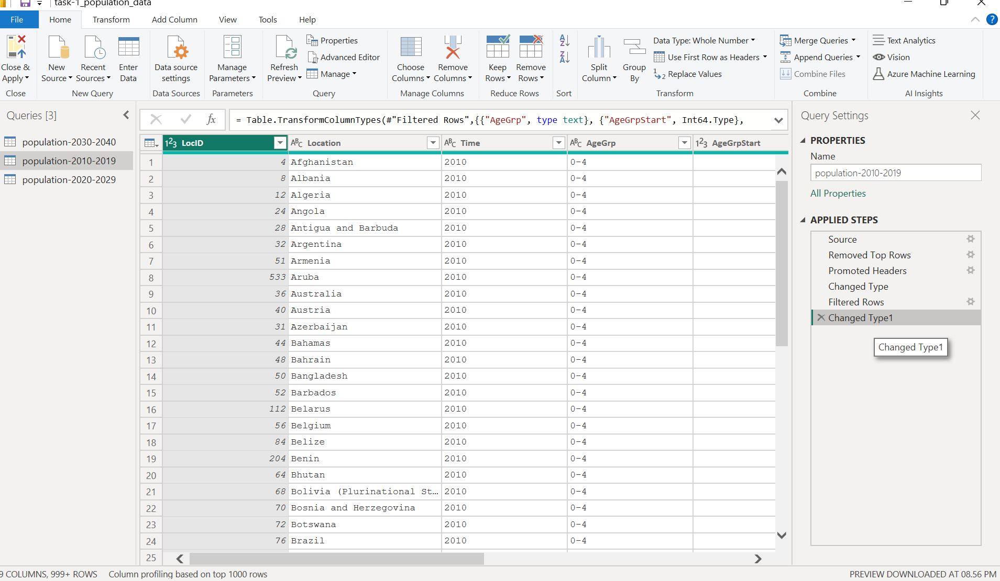 task-1_population_data
File Home Transform Add Column View Tools Help
Close & Apply
New Source
Recent Sources
Enter Data
Data source settings
Manage Parameters
Refresh Preview
Properties
Advanced Editor
Manage
Choose Columns
Remove Columns
Keep Rows
Remove Rows
A Z
Z A
Split Column
Group By
Data Type: Whole Number
Use First Row as Headers
1 2 Replace Values
Merge Queries
Append Queries
Combine Files
Text Analytics
Vision
Azure Machine Learning
Close New Query Data Sources Parameters Query Manage Columns Reduce Rows Sort Transform Combine AI Insights
Queries [3]
population-2030-2040
population-2010-2019
population-2020-2029
fx = Table.TransformColumnTypes(#"Filtered Rows",{{"AgeGrp", type text}, {"AgeGrpStart", Int64.Type},
123 LocID ABC Location ABC Time ABC AgeGrp 123 AgeGrpStart
1 4 Afghanistan 2010 0-4
2 8 Albania 2010 0-4
3 12 Algeria 2010 0-4
4 24 Angola 2010 0-4
5 28 Antigua and Barbuda 2010 0-4
6 32 Argentina 2010 0-4
7 51 Armenia 2010 0-4
8 533 Aruba 2010 0-4
9 36 Australia 2010 0-4
10 40 Austria 2010 0-4
11 31 Azerbaijan 2010 0-4
12 44 Bahamas 2010 0-4
13 48 Bahrain 2010 0-4
14 50 Bangladesh 2010 0-4
15 52 Barbados 2010 0-4
16 112 Belarus 2010 0-4
17 56 Belgium 2010 0-4
18 84 Belize 2010 0-4
19 204 Benin 2010 0-4
20 64 Bhutan 2010 0-4
21 68 Bolivia (Plurinational St... 2010 0-4
22 70 Bosnia and Herzegovina 2010 0-4
23 72 Botswana 2010 0-4
24 76 Brazil 2010 0-4
25
Query Settings
PROPERTIES
Name
population-2010-2019
All Properties
APPLIED STEPS
Source
Removed Top Rows
Promoted Headers
Changed Type
Filtered Rows
Changed Type1
Changed Type1
9 COLUMNS, 999+ ROWS Column profiling based on top 1000 rows PREVIEW DOWNLOADED AT 08.56 PM